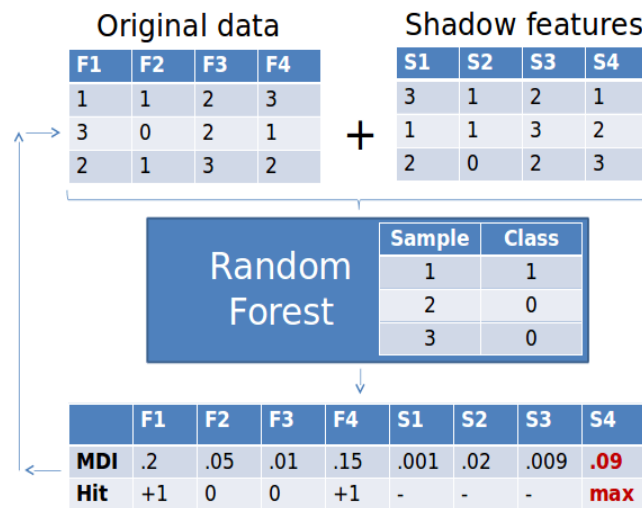 Original data
Shadow features
F1 F2 F3 F4
1 1 2 3
3 0 2 1
2 1 3 2
+
S1 S2 S3 S4
3 1 2 1
1 1 3 2
2 0 2 3
Random
Forest
Sample Class
1 1
2 0
3 0
F1 F2 F3 F4 S1 S2 S3 S4
MDI .2 .05 .01 .15 .001 .02 .009 .09
Hit +1 0 0 +1 - - - max